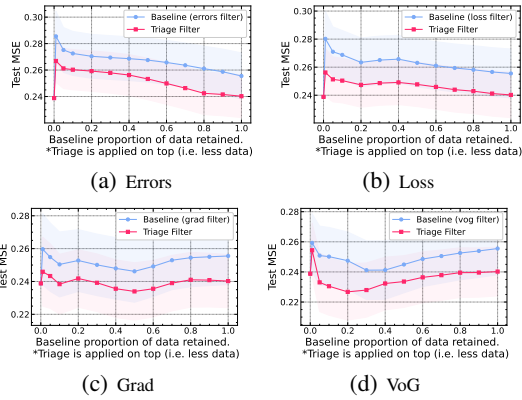 0.30
0.28
0.26
0.24
Test MSE
Baseline (errors filter)
Triage Filter
0.0 0.2 0.4 0.6 0.8 1.0
Baseline proportion of data retained.
*Triage is applied on top (i.e. less data)
(a) Errors
0.30
0.28
0.26
0.24
Test MSE
Baseline (loss filter)
Triage Filter
0.0 0.2 0.4 0.6 0.8 1.0
Baseline proportion of data retained.
*Triage is applied on top (i.e. less data)
(b) Loss
0.28
0.26
0.24
0.22
Test MSE
Baseline (grad filter)
Triage Filter
0.0 0.2 0.4 0.6 0.8 1.0
Baseline proportion of data retained.
*Triage is applied on top (i.e. less data)
(c) Grad
0.28
0.26
0.24
0.22
Test MSE
Baseline (vog filter)
Triage Filter
0.0 0.2 0.4 0.6 0.8 1.0
Baseline proportion of data retained.
*Triage is applied on top (i.e. less data)
(d) VoG